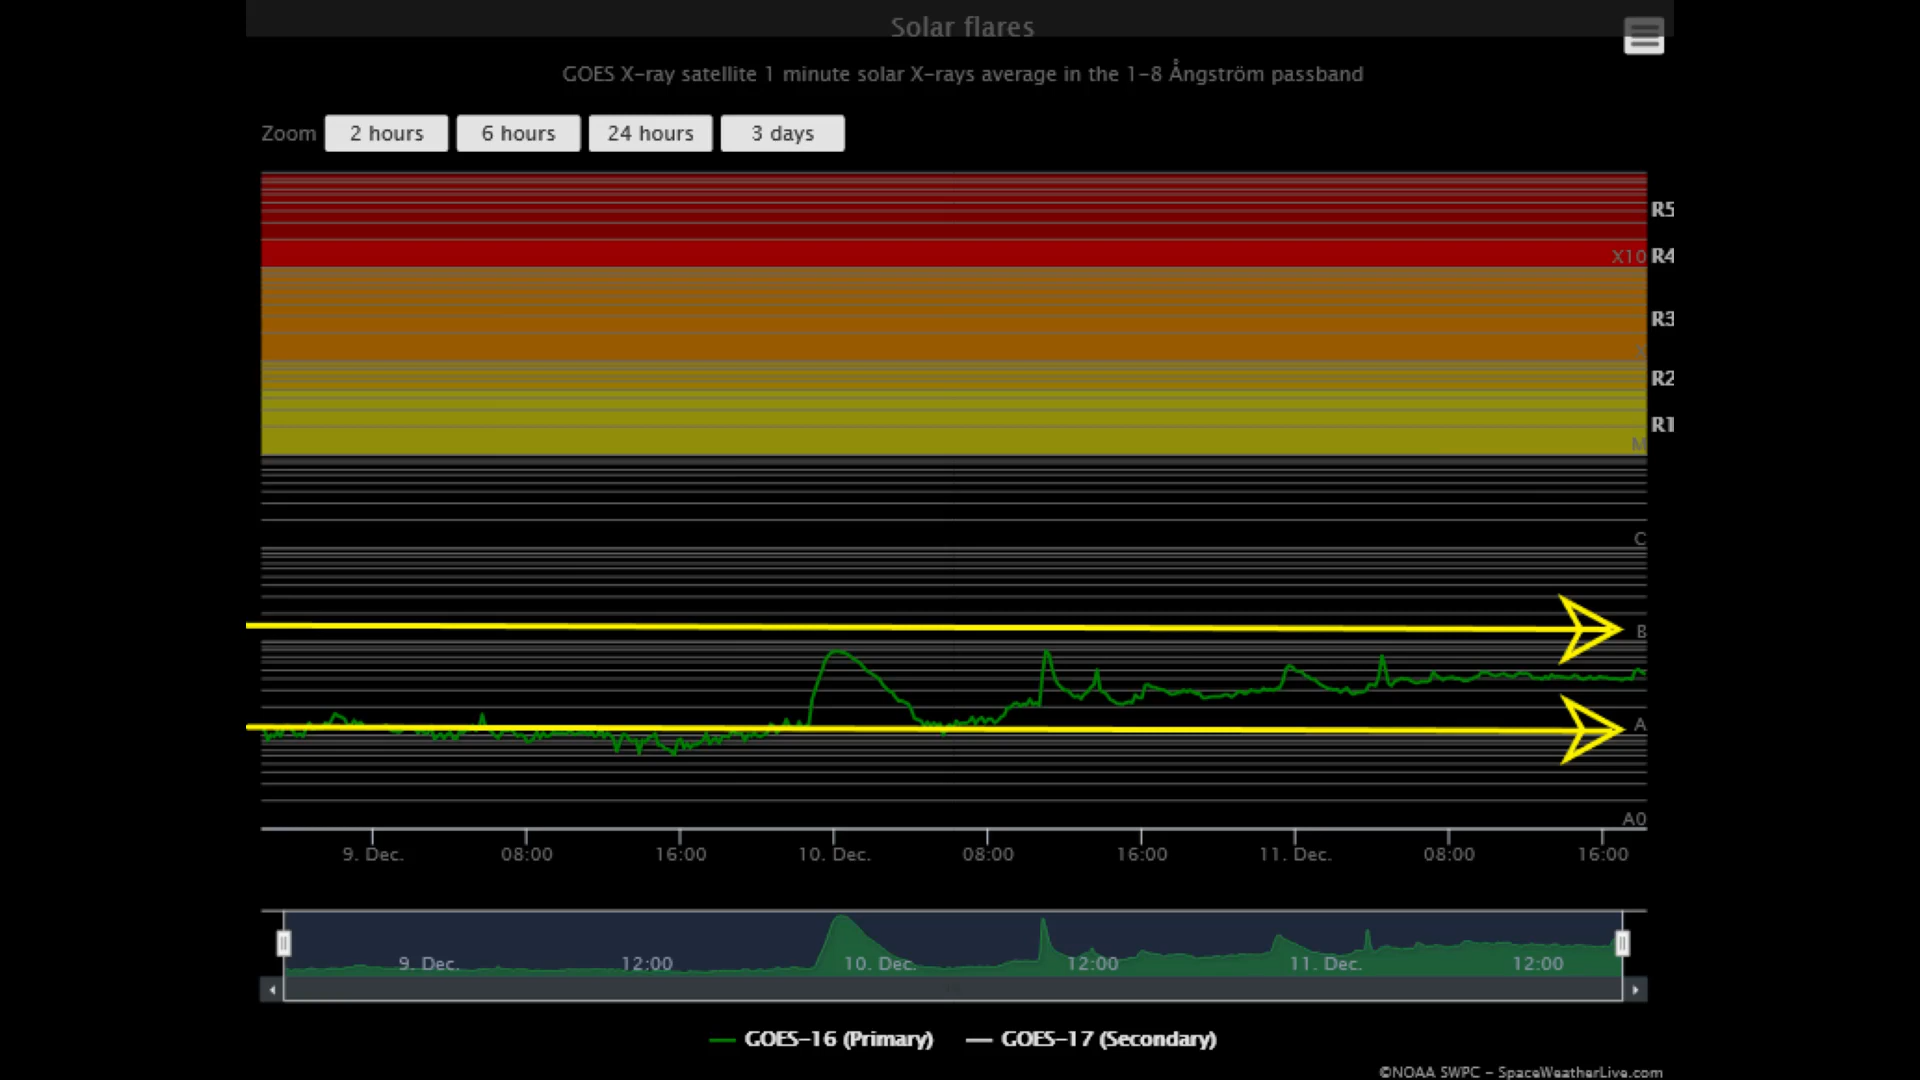 Solar flares
GOES X-ray satellite 1 minute solar X-rays average in the 1-8 Ångström passband
Zoom 2 hours 6 hours 24 hours 3 days
R5
X10 R4
R3
R2
R1
M
C
B
A
A0
9. Dec. 08:00 16:00 10. Dec. 08:00 16:00 11. Dec. 08:00 16:00
9. Dec. 12:00 10. Dec. 12:00 11. Dec. 12:00
GOES-16 (Primary) GOES-17 (Secondary)
©NOAA SWPC - SpaceWeatherLive.com